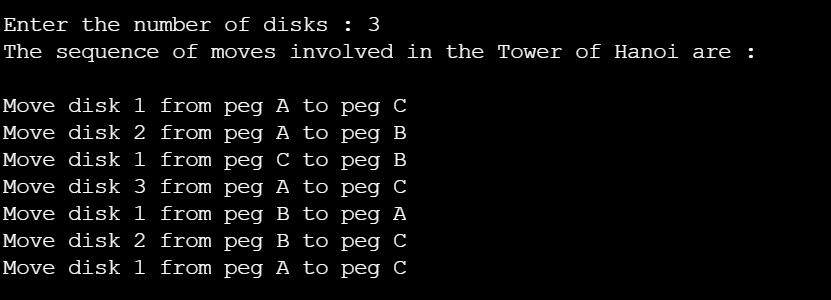 Enter the number of disks : 3
The sequence of moves involved in the Tower of Hanoi are :
Move disk 1 from peg A to peg C
Move disk 2 from peg A to peg B
Move disk 1 from peg C to peg B
Move disk 3 from peg A to peg C
Move disk 1 from peg B to peg A
Move disk 2 from peg B to peg C
Move disk 1 from peg A to peg C